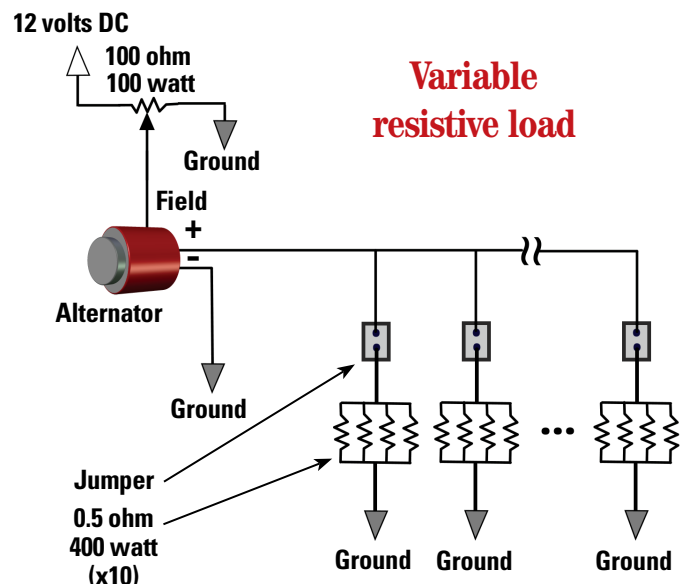 12 volts DC
100 ohm
100 watt
Variable
resistive load
Ground
Field
+
-
Alternator
Ground
Jumper
0.5 ohm
400 watt
(x10)
...
Ground
Ground
Ground